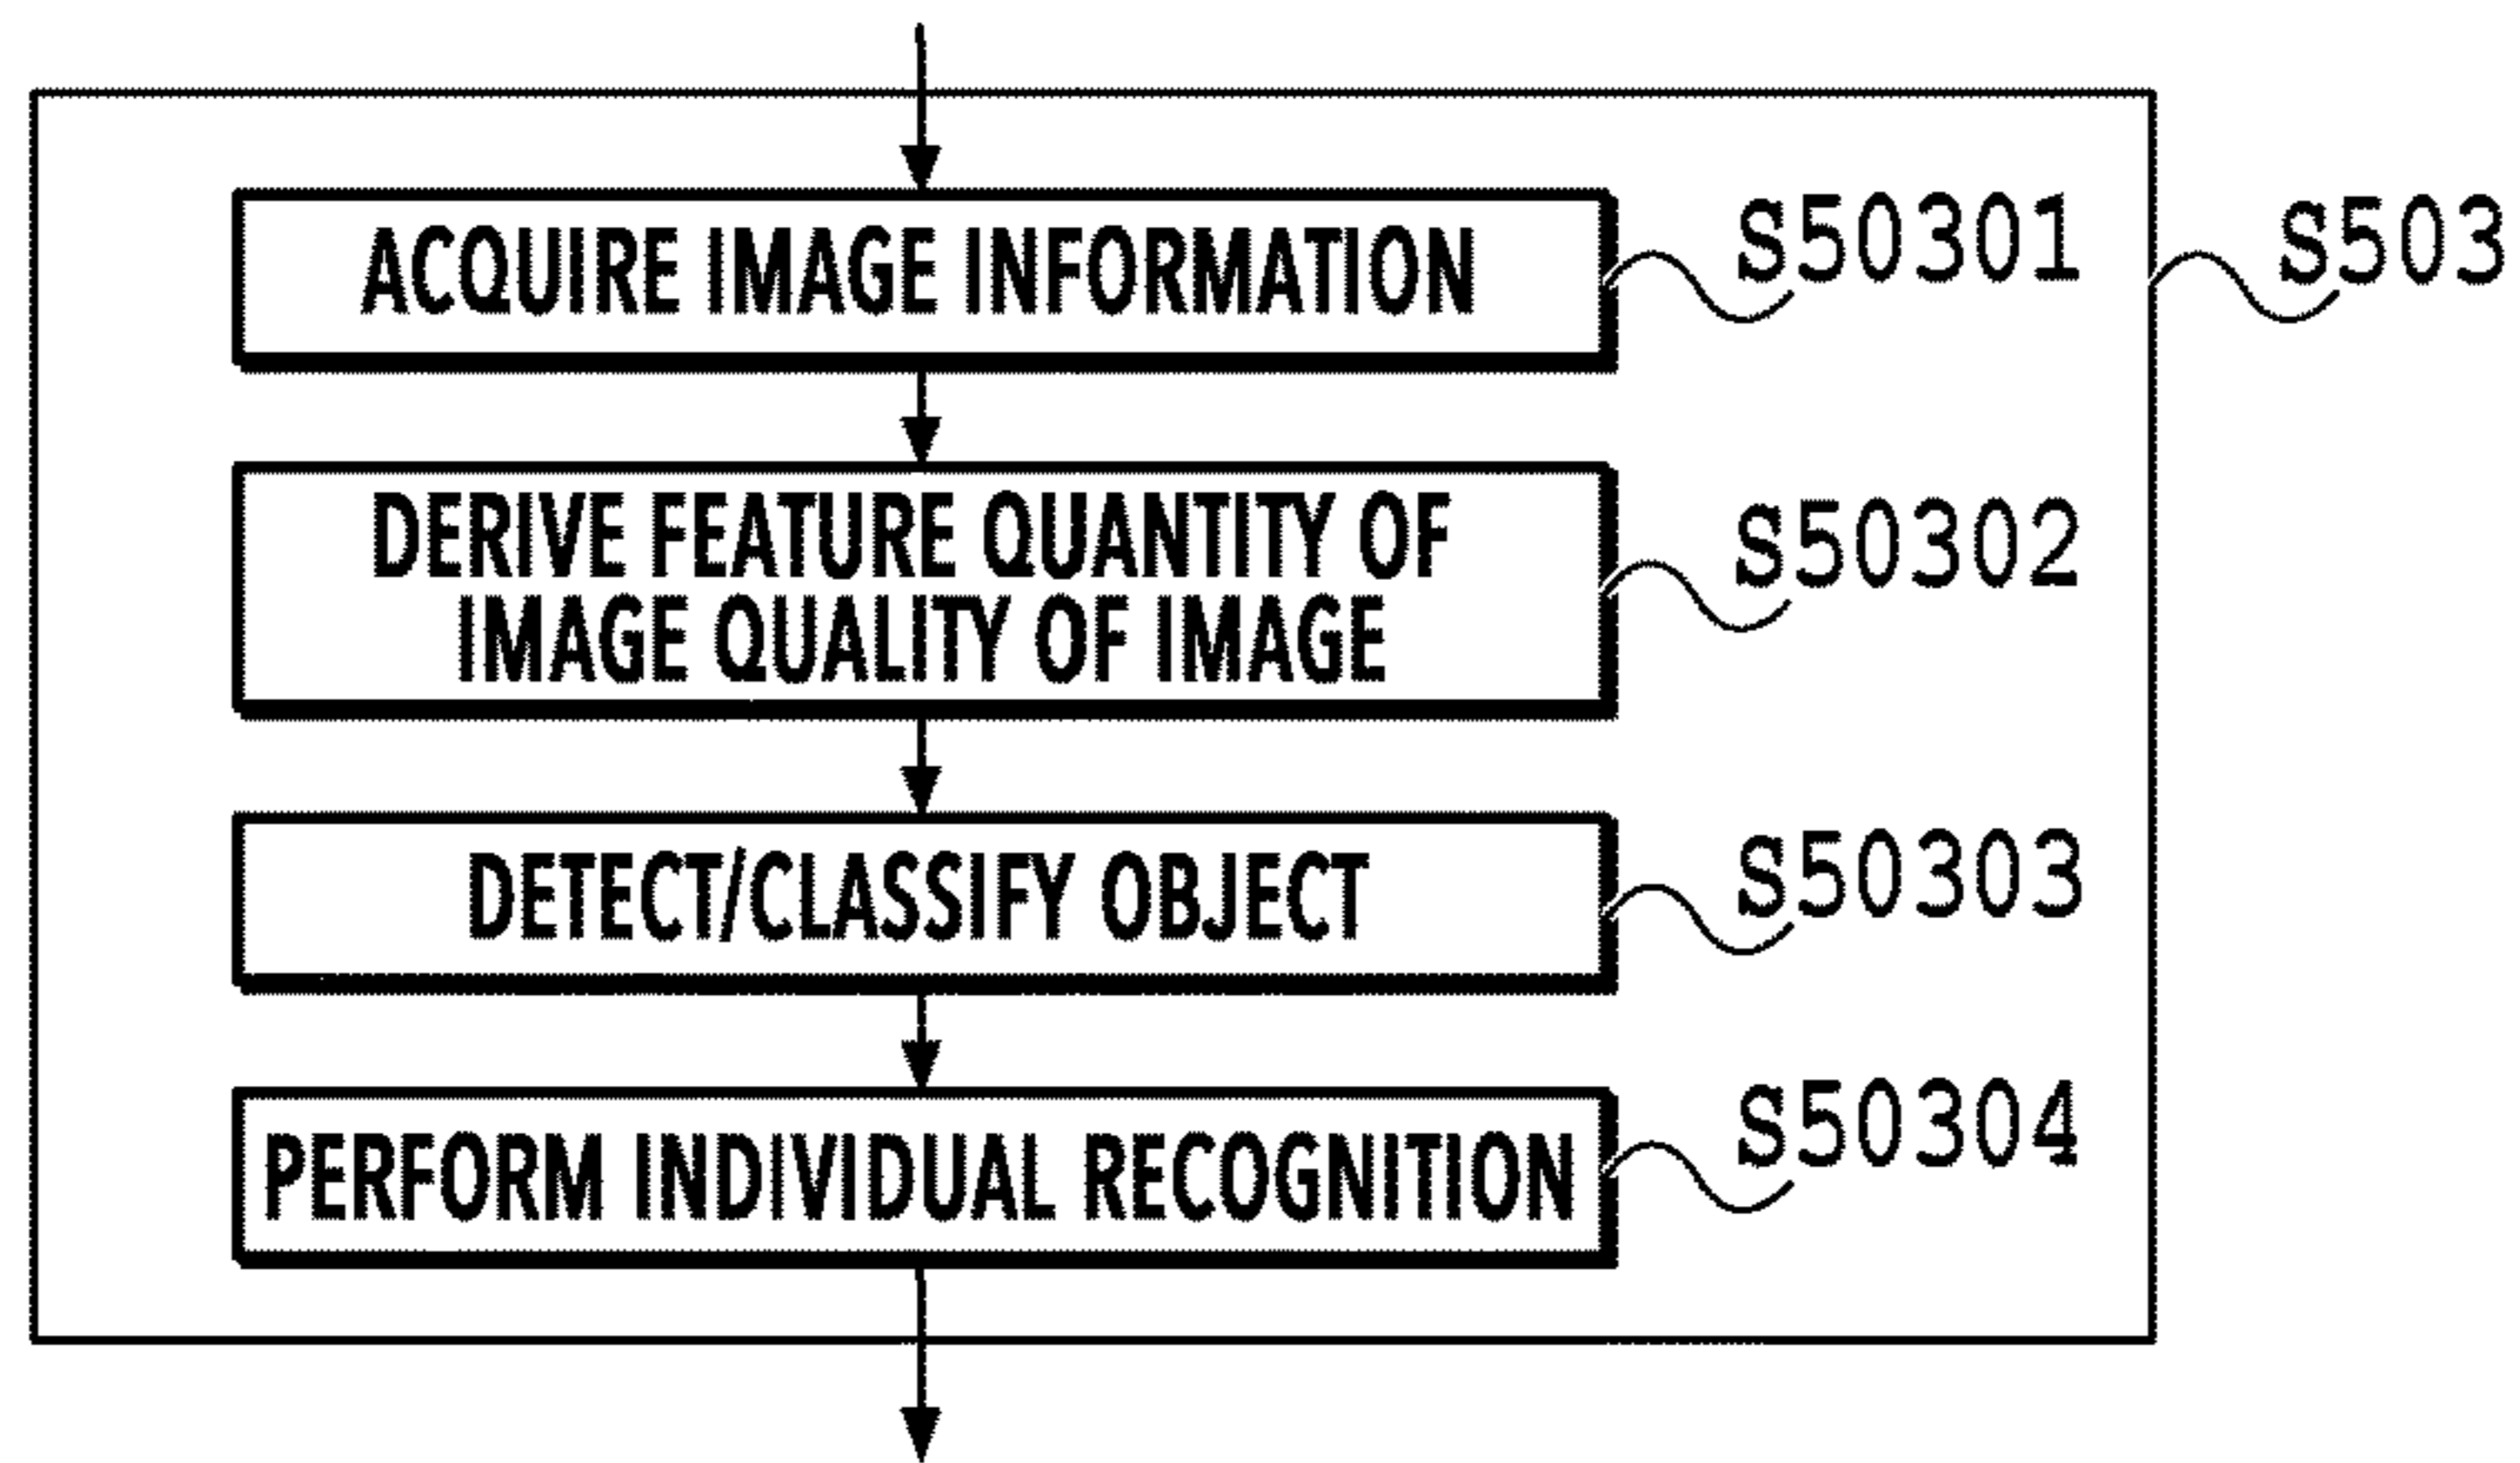 ACQUIRE IMAGE INFORMATION
S50301
S503
DERIVE FEATURE QUANTITY OF
IMAGE QUALITY OF IMAGE
S50302
DETECT/CLASSIFY OBJECT
S50303
PERFORM INDIVIDUAL RECOGNITION
S50304